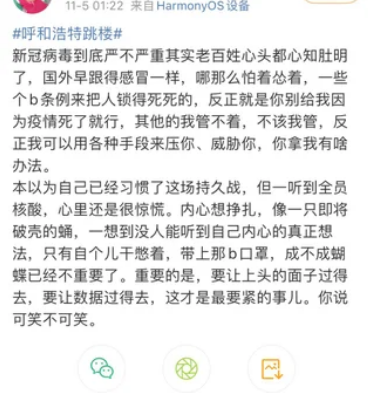 11-5 01:22 来自 HarmonyOS 设备
#呼和浩特跳楼#
新冠病毒到底严不严重其实老百姓心头都心知肚明
了，国外早跟得感冒一样，哪那么怕着怂着，一些
个b条例来把人锁得死死的，反正就是你别给我因
为疫情死了就行，其他的我管不着，不该我管，反
正我可以用各种手段来压你、威胁你，你拿我有啥
办法。
本以为自己已经习惯了这场持久战，但一听到全员
核酸，心里还是很惊慌。内心想挣扎，像一只即将
破壳的蛹，一想到没人能听到自己内心的真正想
法，只有自个儿干憋着，带上那b口罩，成不成蝴
蝶已经不重要了。重要的是，要让上头的面子过得
去，要让数据过得去，这才是最要紧的事儿。你说
可笑不可笑。